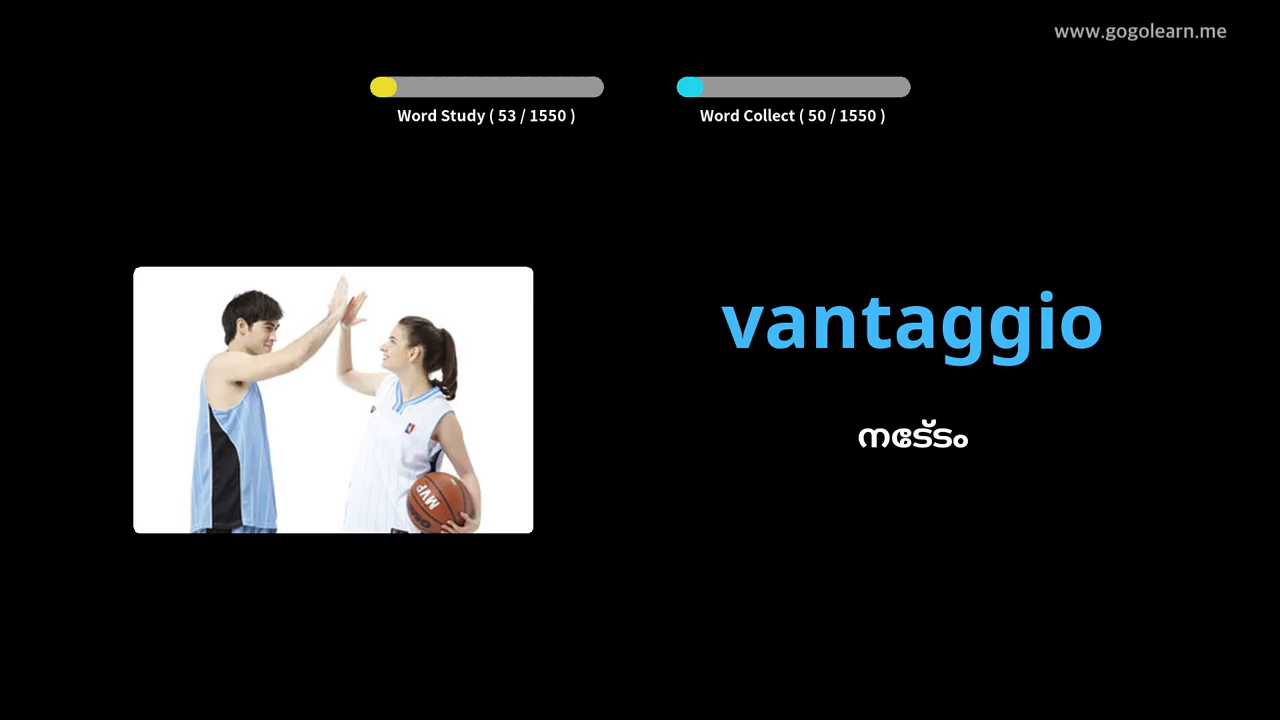 www.gogolearn.me
Word Study ( 53 / 1550 )
Word Collect ( 50 / 1550 )
vantaggio
നേട്ടം
MVP